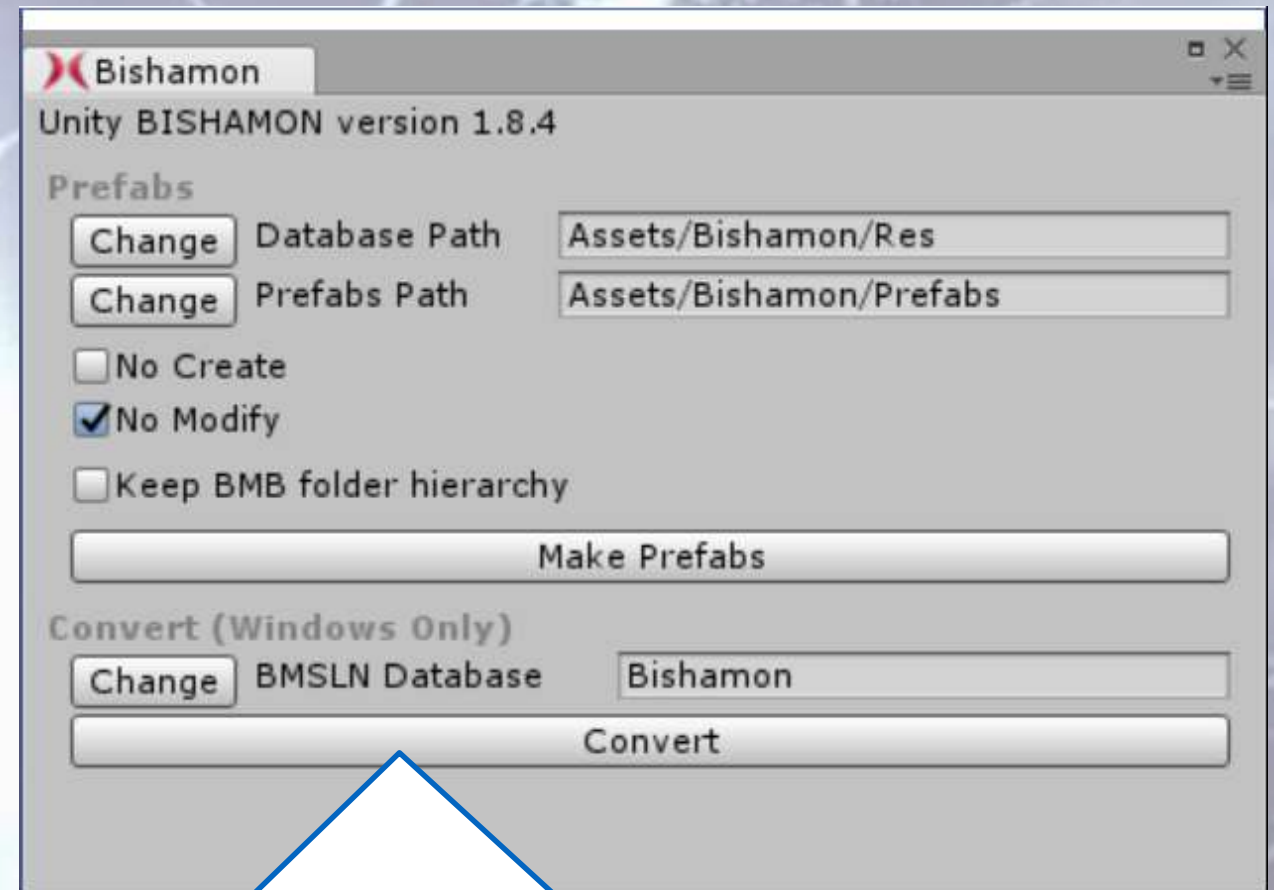 Bishamon
Unity BISHAMON version 1.8.4
Prefabs
Change Database Path Assets/Bishamon/Res
Change Prefabs Path Assets/Bishamon/Prefabs
No Create
No Modify
Keep BMB folder hierarchy
Make Prefabs
Convert (Windows Only)
Change BMSLN Database Bishamon
Convert